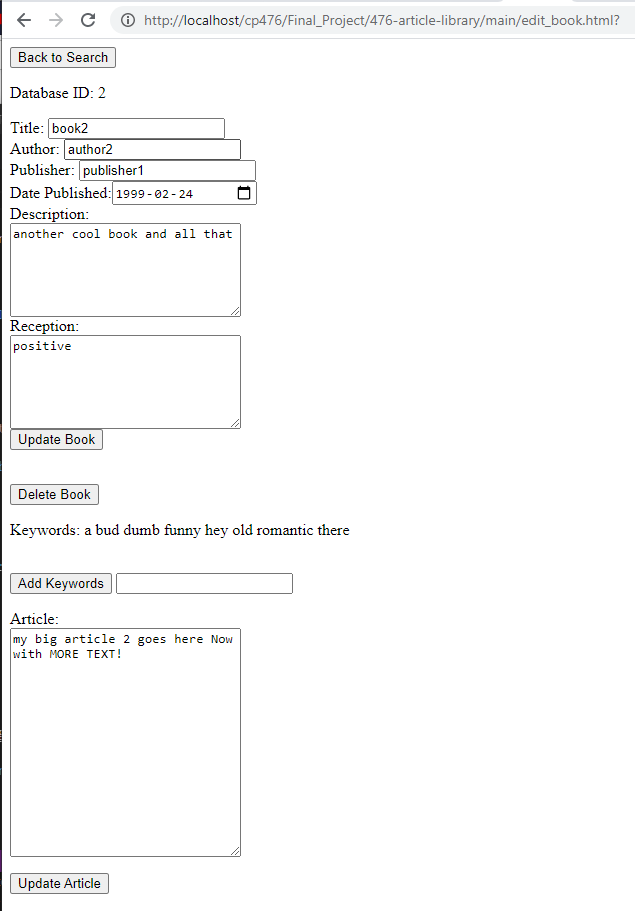 http://localhost/cp476/Final_Project/476-article-library/main/edit_book.html?
Back to Search
Database ID: 2
Title: book2
Author: author2
Publisher: publisher1
Date Published: 1999-02-24
Description:
another cool book and all that
Reception:
positive
Update Book
Delete Book
Keywords: a bud dumb funny hey old romantic there
Add Keywords
Article:
my big article 2 goes here Now
with MORE TEXT!
Update Article